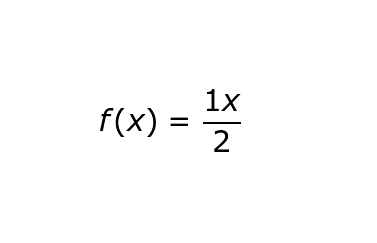 f(x) = 1x/2